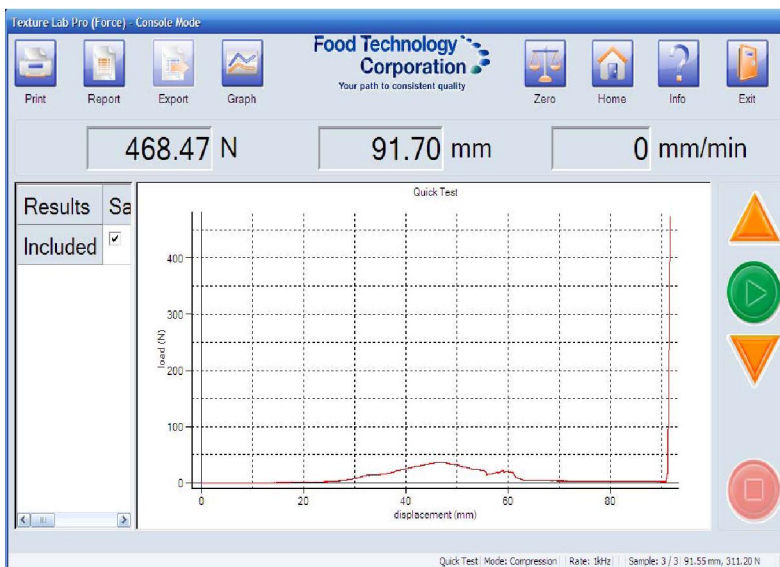 Texture Lab Pro (Force) - Console Mode
Print
Report
Export
Graph
Food Technology
Corporation
Your path to consistent quality
Zero
Home
Info
Exit
468.47 N
91.70 mm
0 mm/min
Results Sa
Included
Quick Test
load (N)
400
300
200
100
0
0 20 40 60 80
displacement (mm)
Quick Test Mode: Compression Rate: 1kHz Sample: 3 / 3 91.55 mm, 311.20 N